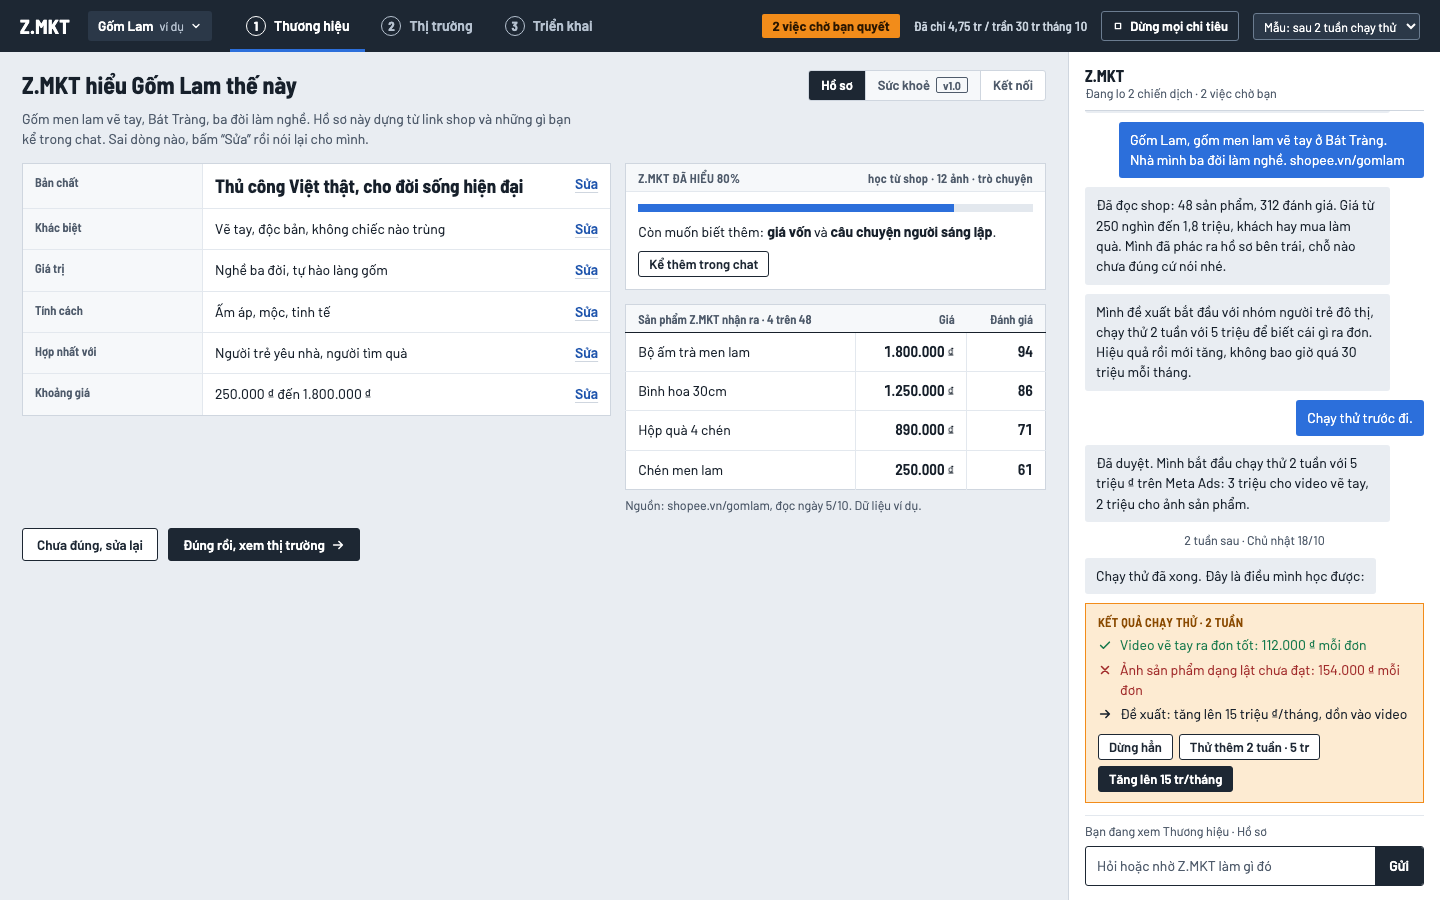 Z.MKT
Gốm Lam ví dụ
1 Thương hiệu
2 Thị trường
3 Triển khai
2 việc chờ bạn quyết
Đã chi 4,75 tr / trần 30 tr tháng 10
Dừng mọi chi tiêu
Mẫu: sau 2 tuần chạy thử
Z.MKT hiểu Gốm Lam thế này
Hồ sơ
Sức khoẻ v1.0
Kết nối
Gốm men lam vẽ tay, Bát Tràng, ba đời làm nghề. Hồ sơ này dựng từ link shop và những gì bạn
kể trong chat. Sai dòng nào, bấm “Sửa” rồi nói lại cho mình.
Bản chất
Thủ công Việt thật, cho đời sống hiện đại
Sửa
Khác biệt
Vẽ tay, độc bản, không chiếc nào trùng
Sửa
Giá trị
Nghề ba đời, tự hào làng gốm
Sửa
Tính cách
Ấm áp, mộc, tinh tế
Sửa
Hợp nhất với
Người trẻ yêu nhà, người tìm quà
Sửa
Khoảng giá
250.000 ₫ đến 1.800.000 ₫
Sửa
Z.MKT ĐÃ HIỂU 80%
học từ shop · 12 ảnh · trò chuyện
Còn muốn biết thêm: giá vốn và câu chuyện người sáng lập.
Kể thêm trong chat
Sản phẩm Z.MKT nhận ra · 4 trên 48
Giá
Đánh giá
Bộ ấm trà men lam
1.800.000 ₫
94
Bình hoa 30cm
1.250.000 ₫
86
Hộp quà 4 chén
890.000 ₫
71
Chén men lam
250.000 ₫
61
Nguồn: shopee.vn/gomlam, đọc ngày 5/10. Dữ liệu ví dụ.
Chưa đúng, sửa lại
Đúng rồi, xem thị trường →
Z.MKT
Đang lo 2 chiến dịch · 2 việc chờ bạn
Gốm Lam, gốm men lam vẽ tay ở Bát Tràng.
Nhà mình ba đời làm nghề. shopee.vn/gomlam
Đã đọc shop: 48 sản phẩm, 312 đánh giá. Giá từ
250 nghìn đến 1,8 triệu, khách hay mua làm
quà. Mình đã phác ra hồ sơ bên trái, chỗ nào
chưa đúng cứ nói nhé.
Mình đề xuất bắt đầu với nhóm người trẻ đô thị,
chạy thử 2 tuần với 5 triệu để biết cái gì ra đơn.
Hiệu quả rồi mới tăng, không bao giờ quá 30
triệu mỗi tháng.
Chạy thử trước đi.
Đã duyệt. Mình bắt đầu chạy thử 2 tuần với 5
triệu ₫ trên Meta Ads: 3 triệu cho video vẽ tay,
2 triệu cho ảnh sản phẩm.
2 tuần sau · Chủ nhật 18/10
Chạy thử đã xong. Đây là điều mình học được:
KẾT QUẢ CHẠY THỬ · 2 TUẦN
✓ Video vẽ tay ra đơn tốt: 112.000 ₫ mỗi đơn
✕ Ảnh sản phẩm dạng lật chưa đạt: 154.000 ₫ mỗi
đơn
→ Đề xuất: tăng lên 15 triệu ₫/tháng, dồn vào video
Dừng hẳn
Thử thêm 2 tuần · 5 tr
Tăng lên 15 tr/tháng
Bạn đang xem Thương hiệu · Hồ sơ
Hỏi hoặc nhờ Z.MKT làm gì đó
Gửi